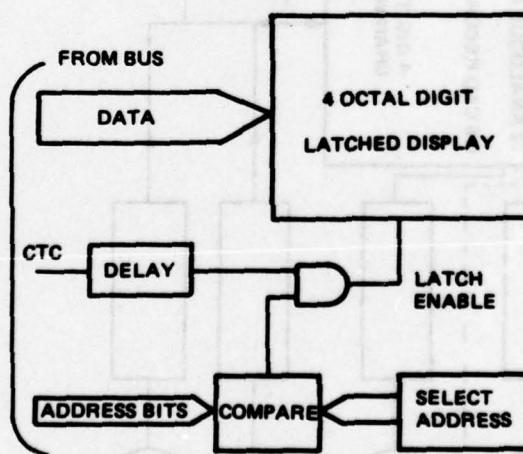 FROM BUS
DATA
4 OCTAL DIGIT
LATCHED DISPLAY
CTC
DELAY
LATCH
ENABLE
ADDRESS BITS
COMPARE
SELECT
ADDRESS